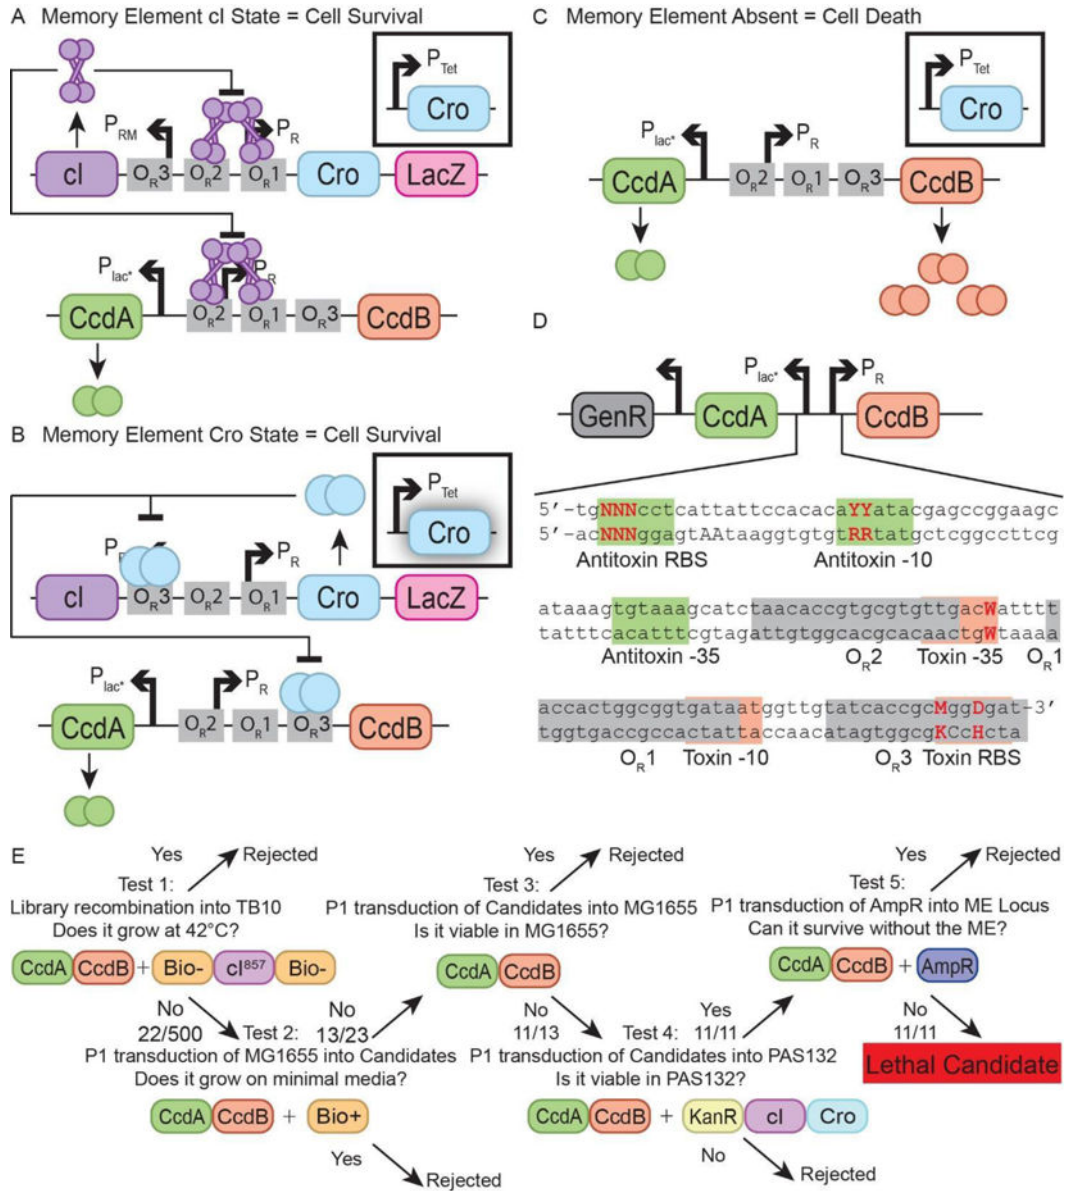 A Memory Element cI State = Cell Survival
P_Tet
Cro
P_RM
P_R
cI
O_R3
O_R2
O_R1
Cro
LacZ
P_lac*
P_R
CcdA
O_R2
O_R1
O_R3
CcdB
B Memory Element Cro State = Cell Survival
P_Tet
Cro
P_R
cI
O_R3
O_R2
O_R1
Cro
LacZ
P_lac*
P_R
CcdA
O_R2
O_R1
O_R3
CcdB
C Memory Element Absent = Cell Death
P_Tet
Cro
P_lac*
P_R
CcdA
O_R2
O_R1
O_R3
CcdB
D
P_lac*
P_R
GenR
CcdA
CcdB
5′-tgNNNcctcattattccacacaYYatacgagccggaagc
5′-acNNNggagtAAtaaggtgtgtRRtatgctcggccttcg
Antitoxin RBS Antitoxin -10
ataaagtgtaaagcatctaacaccgtgcgtgttgacWatttt
tatttcacatttcgtagattgtggcacgcacaactgWtaaaa
Antitoxin -35 O_R2 Toxin -35 O_R1
accactggcggtgataatggttgtatcaccgcMggDgat-3′
tggtgaccgccactattaccaacatagtggcgKCcHcta
O_R1 Toxin -10 O_R3 Toxin RBS
E
Yes Rejected
Test 1:
Library recombination into TB10
Does it grow at 42°C?
CcdA CcdB + Bio- cI857 Bio-
No
22/500
Test 2:
No
13/23
P1 transduction of MG1655 into Candidates
Does it grow on minimal media?
CcdA CcdB + Bio+
Yes
Rejected
Yes Rejected
Test 3:
P1 transduction of Candidates into MG1655
Is it viable in MG1655?
CcdA CcdB
No
11/13
Test 4:
Yes
11/11
P1 transduction of Candidates into PAS132
Is it viable in PAS132?
CcdA CcdB + KanR cI Cro
No
Rejected
Yes Rejected
Test 5:
P1 transduction of AmpR into ME Locus
Can it survive without the ME?
CcdA CcdB + AmpR
No
11/11
Lethal Candidate